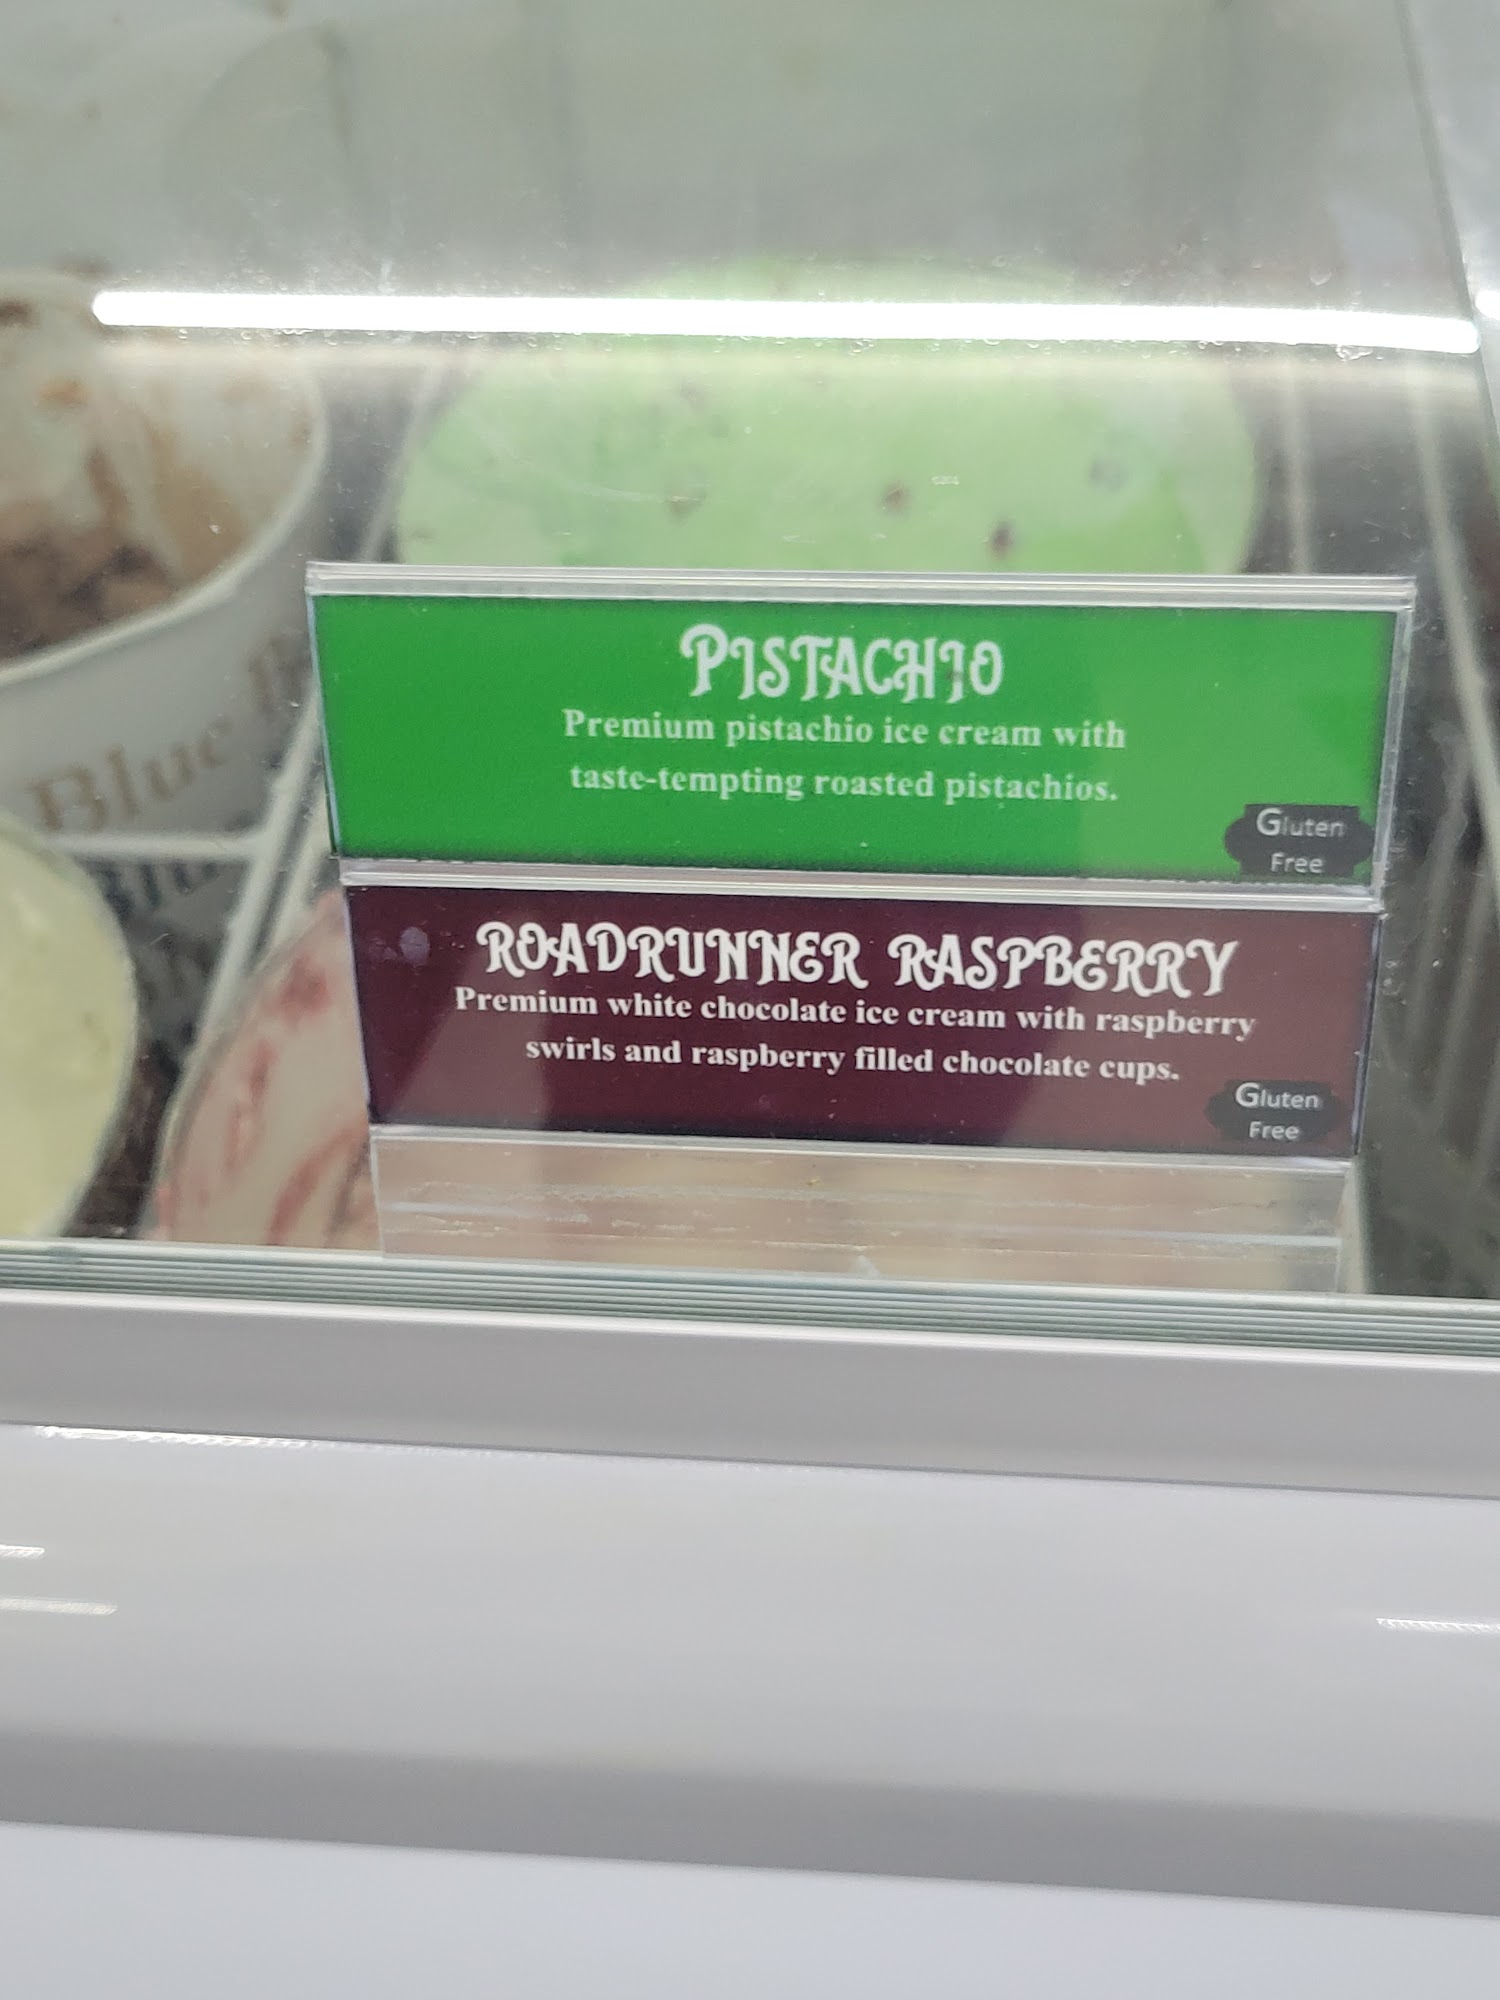 PISTACHIO
Premium pistachio ice cream with
taste-tempting roasted pistachios.
Gluten
Free
ROADRUNNER RASPBERRY
Premium white chocolate ice cream with raspberry
swirls and raspberry filled chocolate cups.
Gluten
Free
Blue
Blu